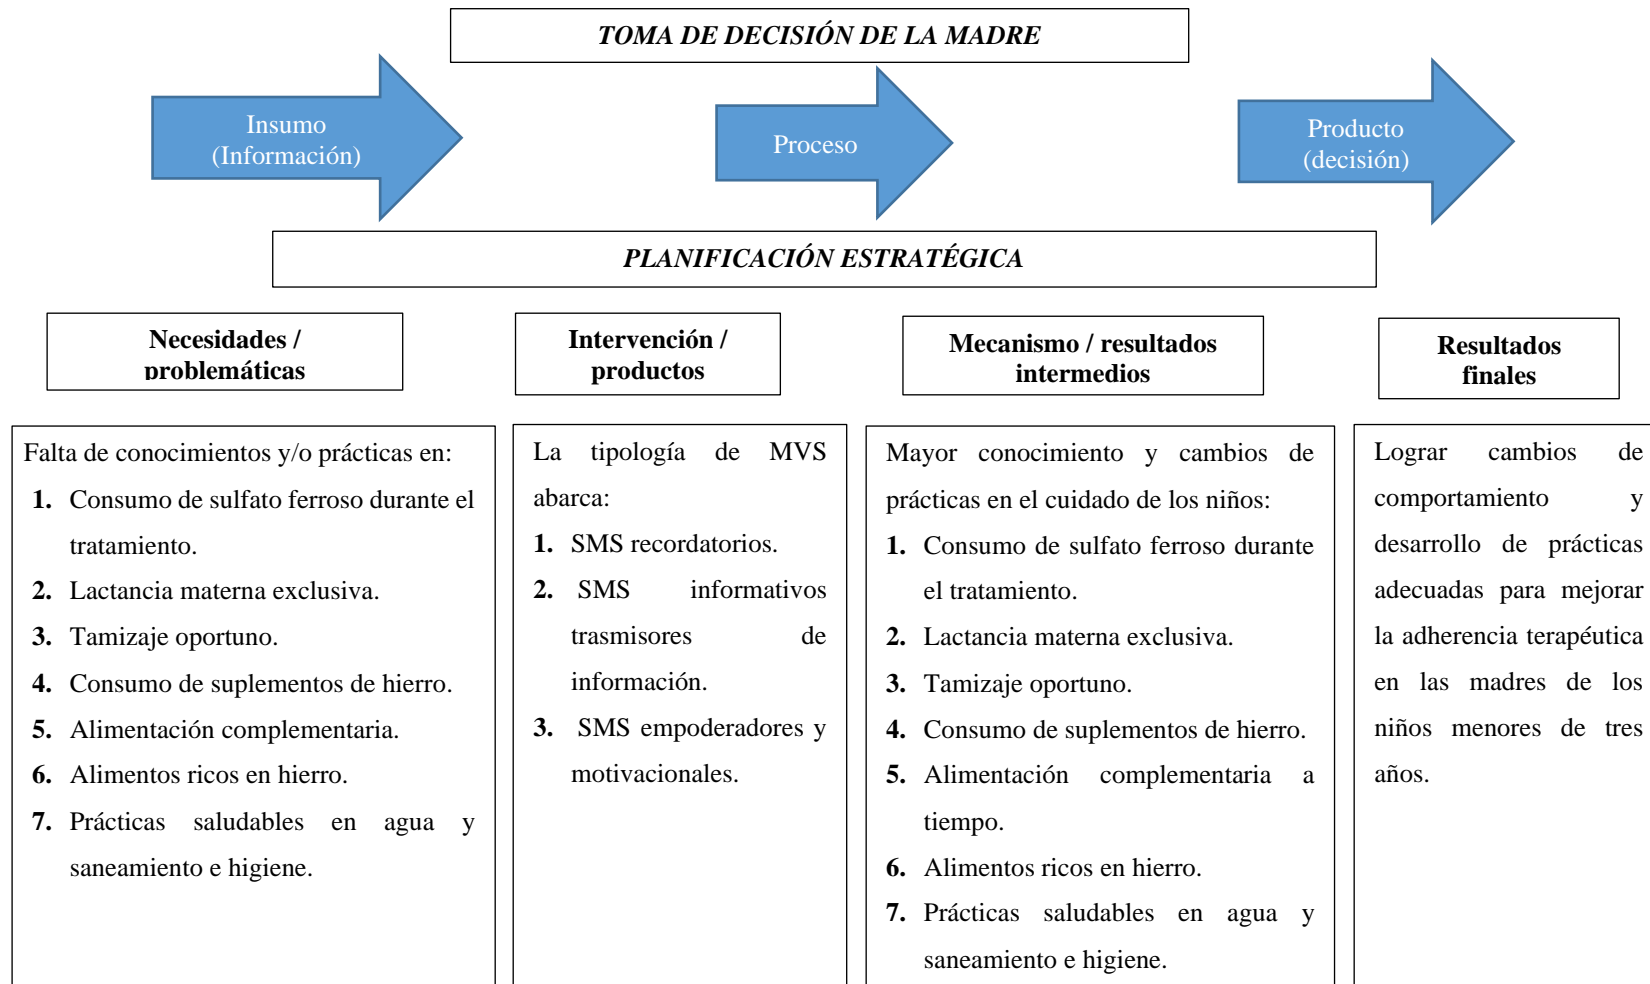 TOMA DE DECISIÓN DE LA MADRE
Insumo
(Información)
Proceso
Producto
(decisión)
PLANIFICACIÓN ESTRATÉGICA
Necesidades /
problemáticas
Intervención /
productos
Mecanismo / resultados
intermedios
Resultados
finales
Falta de conocimientos y/o prácticas en:
1. Consumo de sulfato ferroso durante el
tratamiento.
2. Lactancia materna exclusiva.
3. Tamizaje oportuno.
4. Consumo de suplementos de hierro.
5. Alimentación complementaria.
6. Alimentos ricos en hierro.
7. Prácticas saludables en agua y
saneamiento e higiene.
La tipología de MVS
abarca:
1. SMS recordatorios.
2. SMS informativos
trasmisores de
información.
3. SMS empoderadores y
motivacionales.
Mayor conocimiento y cambios de
prácticas en el cuidado de los niños:
1. Consumo de sulfato ferroso durante
el tratamiento.
2. Lactancia materna exclusiva.
3. Tamizaje oportuno.
4. Consumo de suplementos de hierro.
5. Alimentación complementaria a
tiempo.
6. Alimentos ricos en hierro.
7. Prácticas saludables en agua y
saneamiento e higiene.
Lograr cambios de
comportamiento y
desarrollo de prácticas
adecuadas para mejorar
la adherencia terapéutica
en las madres de los
niños menores de tres
años.